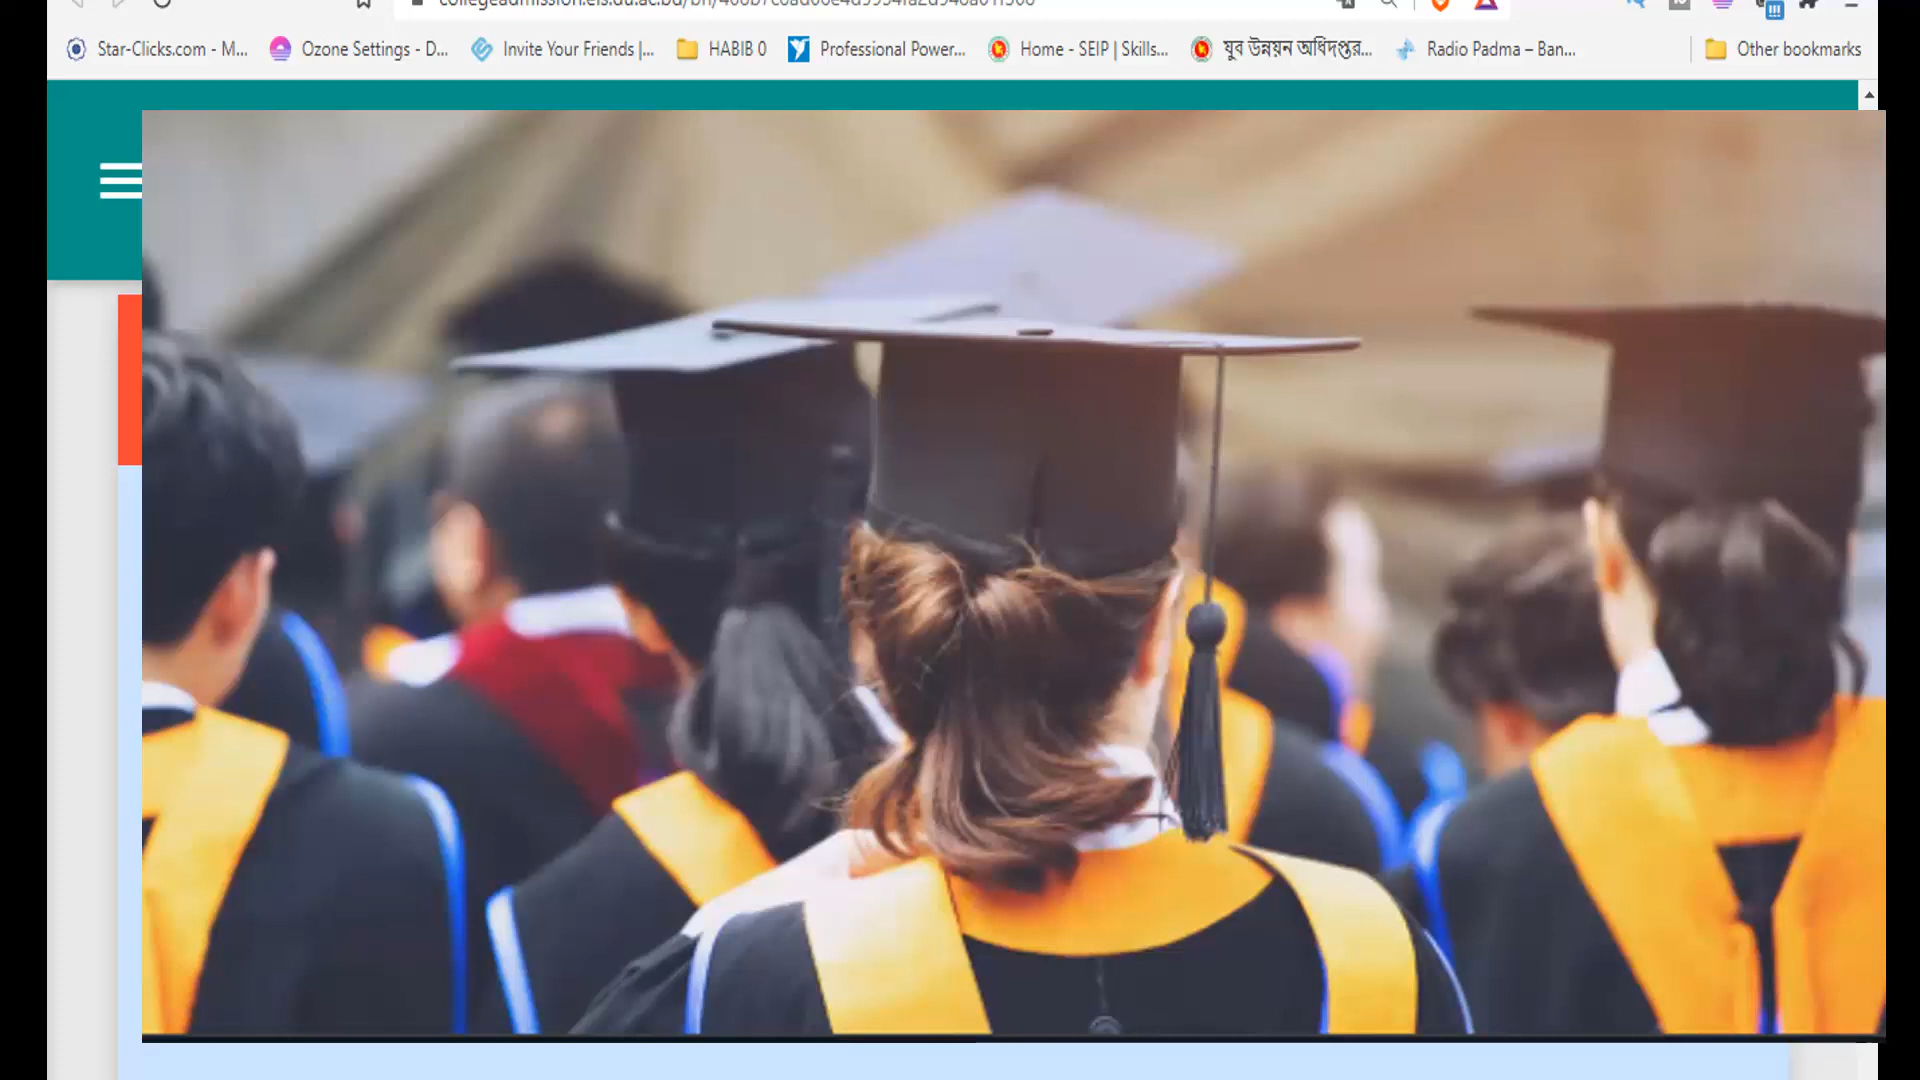 Star-Clicks.com - M...
Ozone Settings - D...
Invite Your Friends |...
HABIB 0
Professional Power...
Home - SEIP | Skills...
যুব উন্নয়ন অধিদপ্তর...
Radio Padma – Ban...
Other bookmarks